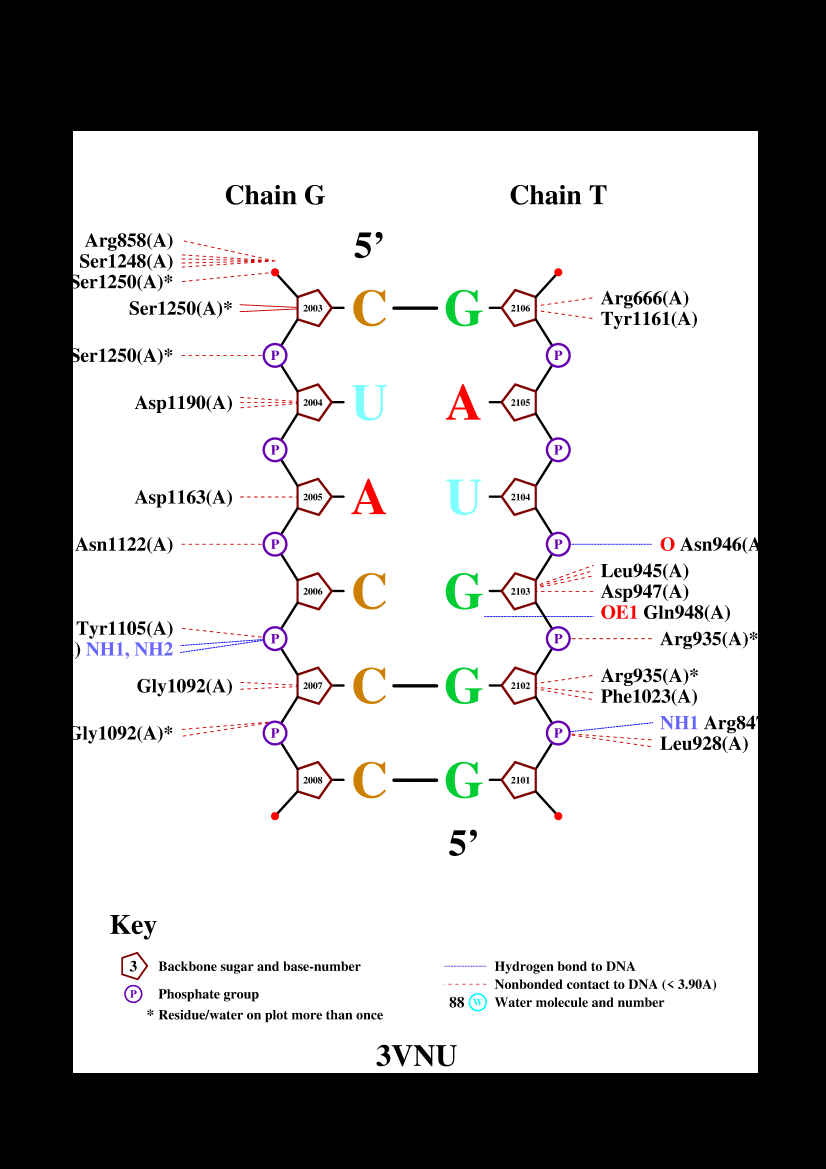 Chain G Chain T
5’
Arg858(A)
Ser1248(A)
Ser1250(A)*
Ser1250(A)* 2003 C G 2106 Arg666(A)
Tyr1161(A)
Ser1250(A)* P P
Asp1190(A) 2004 U A 2105
P P
Asp1163(A) 2005 A U 2104
Asn1122(A) P P O Asn946(A
Leu945(A)
2006 C G 2103 Asp947(A)
OE1 Gln948(A)
Tyr1105(A) P P Arg935(A)*
) NH1, NH2
Gly1092(A) 2007 C G 2102 Arg935(A)*
Phe1023(A)
Gly1092(A)* P P NH1 Arg847
Leu928(A)
2008 C G 2101
5’
Key
3 Backbone sugar and base-number
P Phosphate group
* Residue/water on plot more than once
Hydrogen bond to DNA
Nonbonded contact to DNA (< 3.90A)
88 W Water molecule and number
3VNU